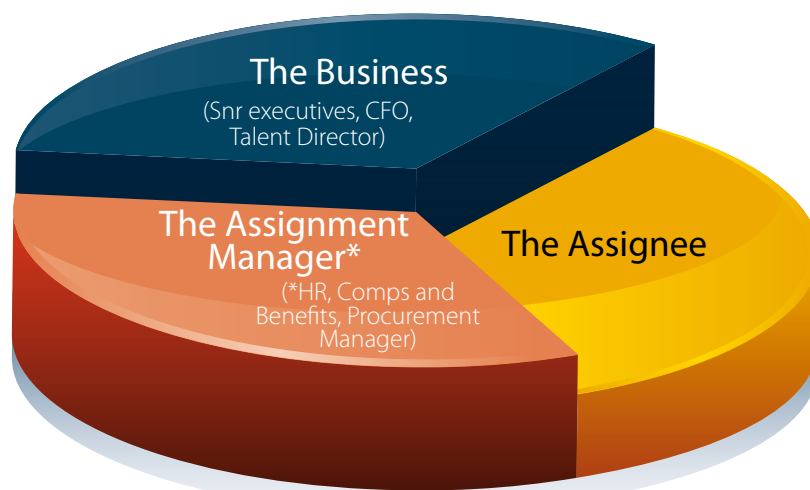 The Business
(Snr executives, CFO,
Talent Director)
The Assignment
Manager*
(*HR, Comps and
Benefits, Procurement
Manager)
The Assignee